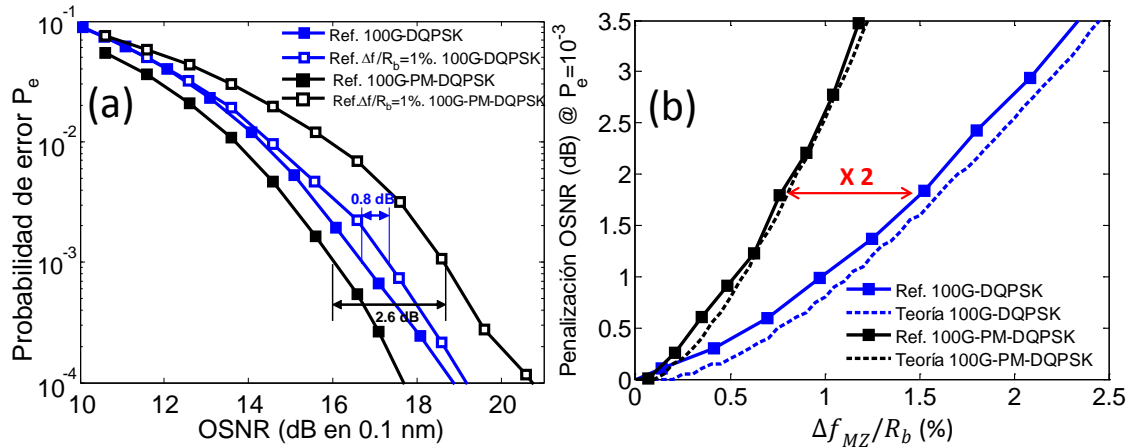 (a)
Probabilidad de error Pₑ
10⁻¹
10⁻²
10⁻³
10⁻⁴
Ref. 100G-DQPSK
Ref. Δf/R_b=1%. 100G-DQPSK
Ref. 100G-PM-DQPSK
Ref.Δf/R_b=1%. 100G-PM-DQPSK
0.8 dB
2.6 dB
10 12 14 16 18 20
OSNR (dB en 0.1 nm)
(b)
Penalización OSNR (dB) @ Pₑ=10⁻³
3.5
3
2.5
2
1.5
1
0.5
0
X 2
Ref. 100G-DQPSK
Teoría 100G-DQPSK
Ref. 100G-PM-DQPSK
Teoría 100G-PM-DQPSK
0 0.5 1 1.5 2 2.5
Δf_MZ/R_b (%)